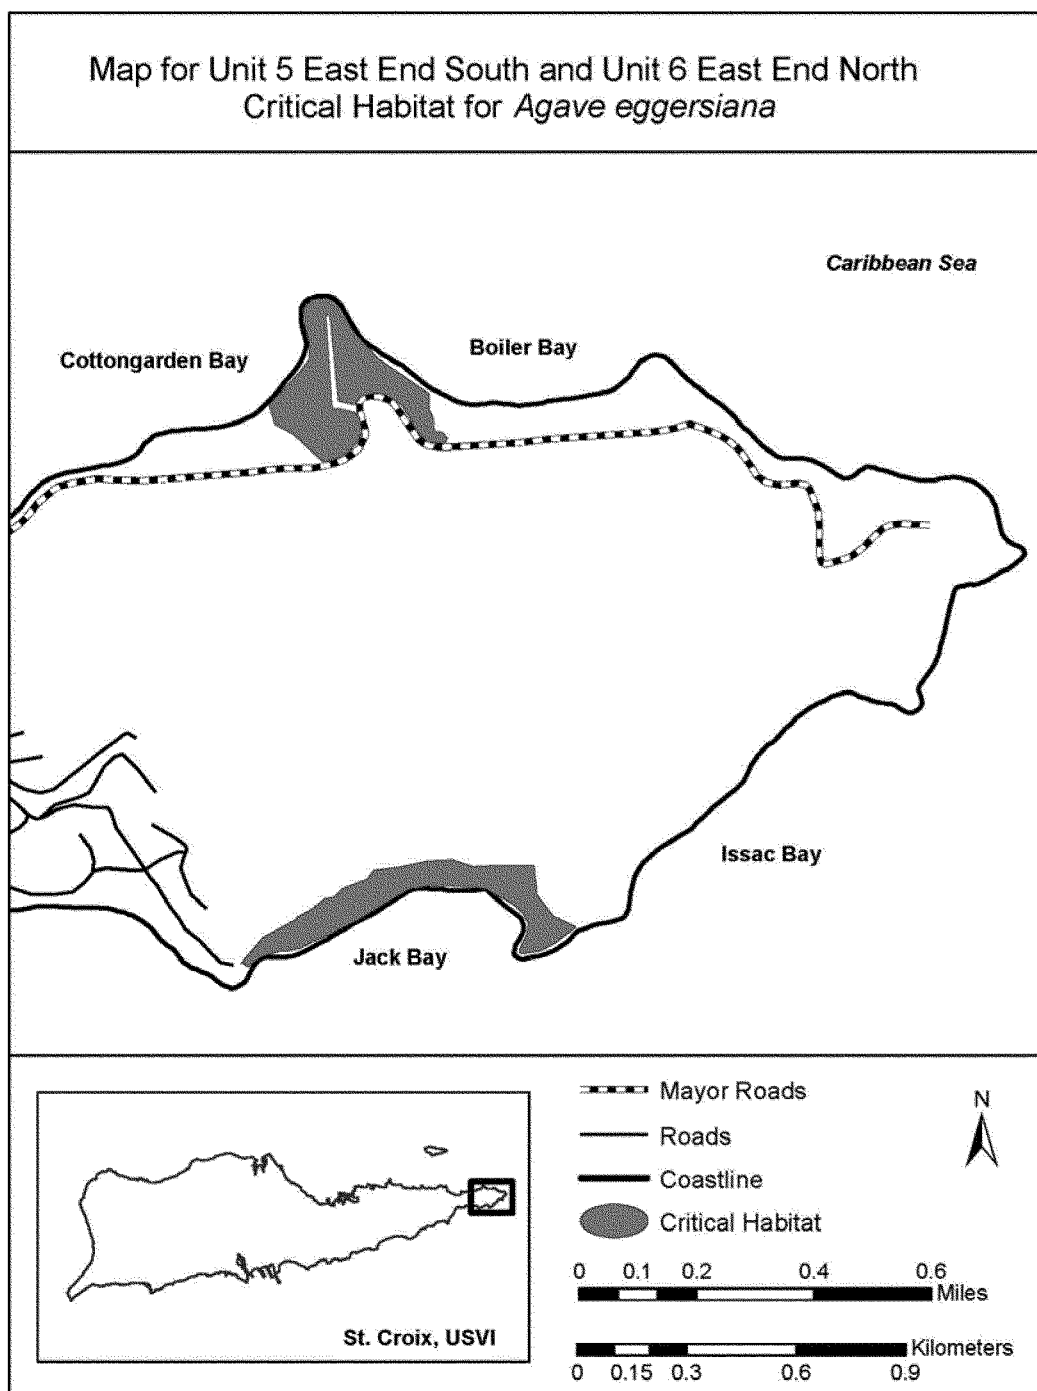 Map for Unit 5 East End South and Unit 6 East End North
Critical Habitat for Agave eggersiana
Caribbean Sea
Cottongarden Bay
Boiler Bay
Issac Bay
Jack Bay
St. Croix, USVI
Mayor Roads
Roads
Coastline
Critical Habitat
N
0 0.1 0.2 0.4 0.6
Miles
Kilometers
0 0.15 0.3 0.6 0.9